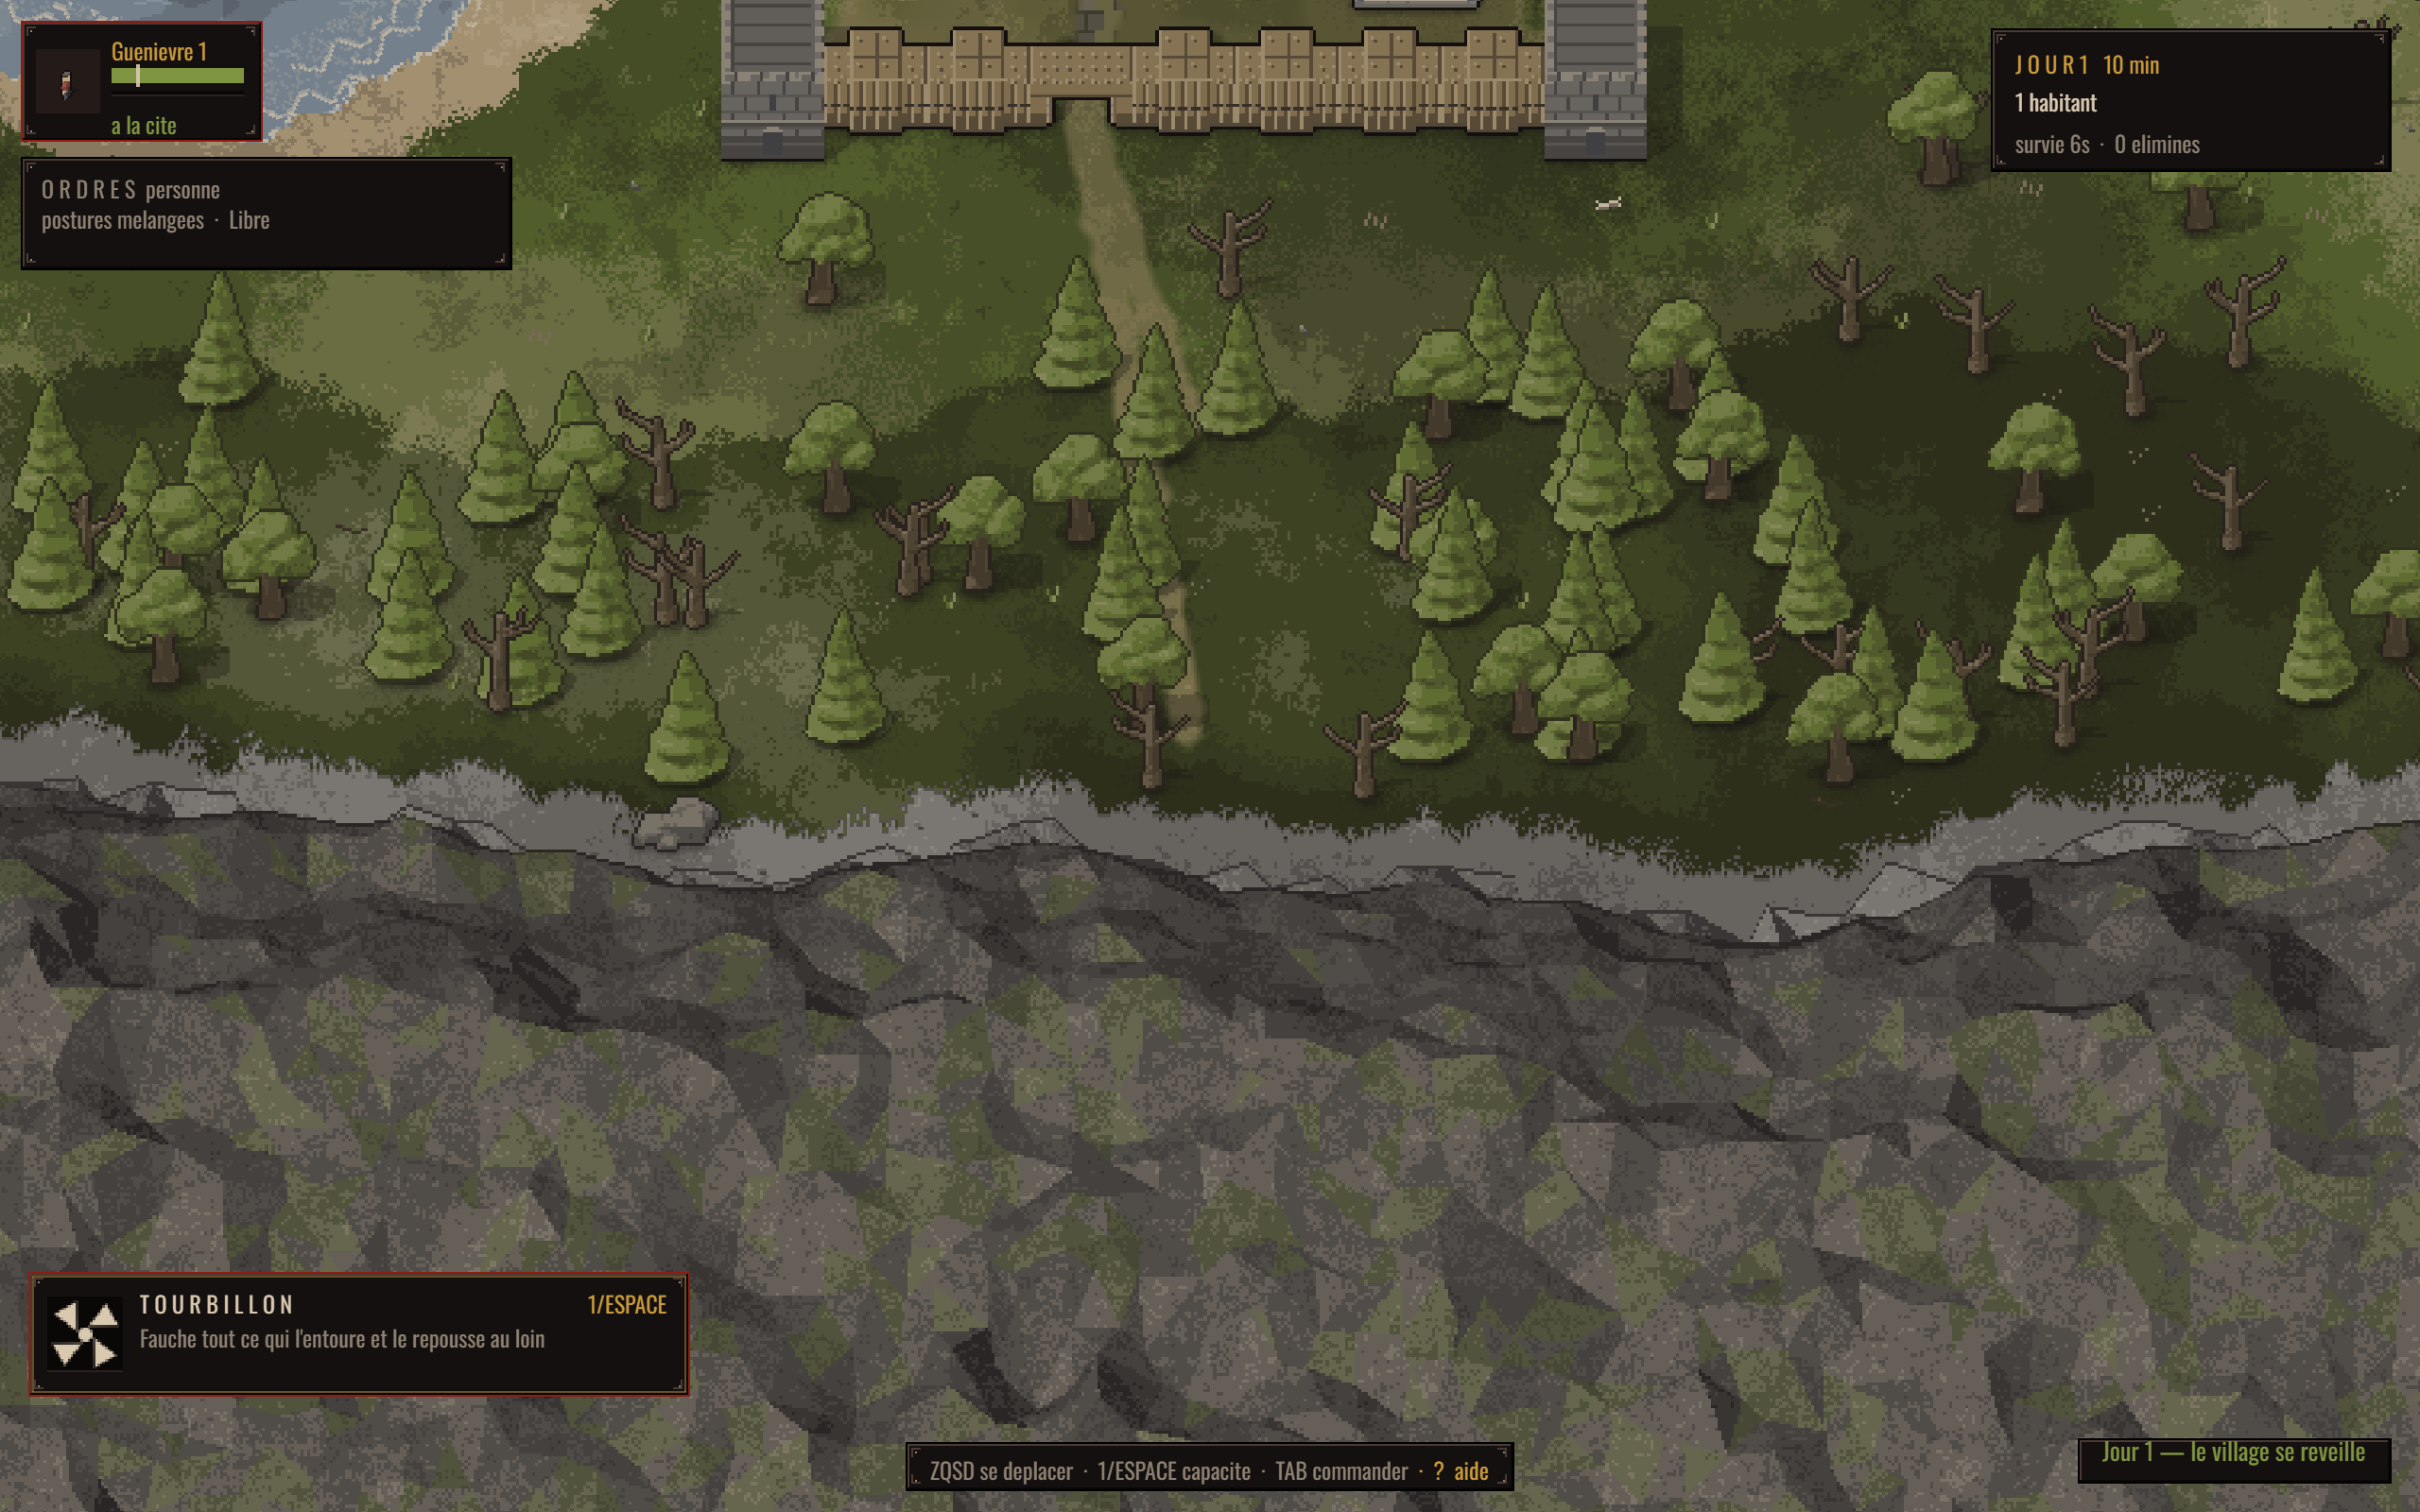 Guenievre 1
a la cite
ORDRES personne
postures melangees · Libre
JOUR1 10 min
1 habitant
survie 6s · 0 elimines
TOURBILLON 1/ESPACE
Fauche tout ce qui l'entoure et le repousse au loin
ZQSD se deplacer · 1/ESPACE capacite · TAB commander · ? aide
Jour 1 — le village se reveille